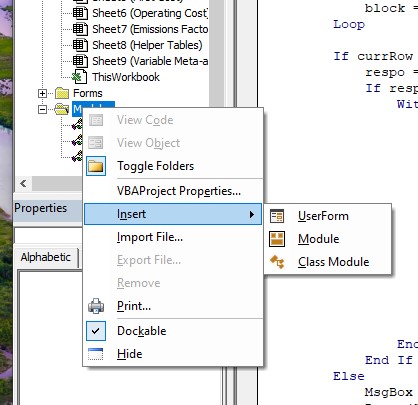 Sheet6 (Operating Cost)
Sheet7 (Emissions Facto
Sheet8 (Helper Tables)
Sheet9 (Variable Meta-a
ThisWorkbook
Forms
View Code
View Object
Toggle Folders
VBAProject Properties...
Insert
Import File...
Export File...
Remove
Print...
Dockable
Hide
UserForm
Module
Class Module
Properties
Alphabetic
block =
Loop
If currRow
respo =
If resp
Wit
End
End If
Else
MsgBox